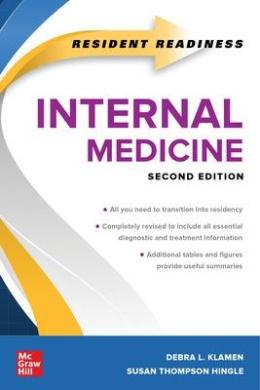 RESIDENT READINESS
INTERNAL
MEDICINE
SECOND EDITION
• All you need to transition into residency
• Completely revised to include all essential
diagnostic and treatment information
• Additional tables and figures
provide useful summaries
DEBRA L. KLAMEN
SUSAN THOMPSON HINGLE
Mc
Graw
Hill